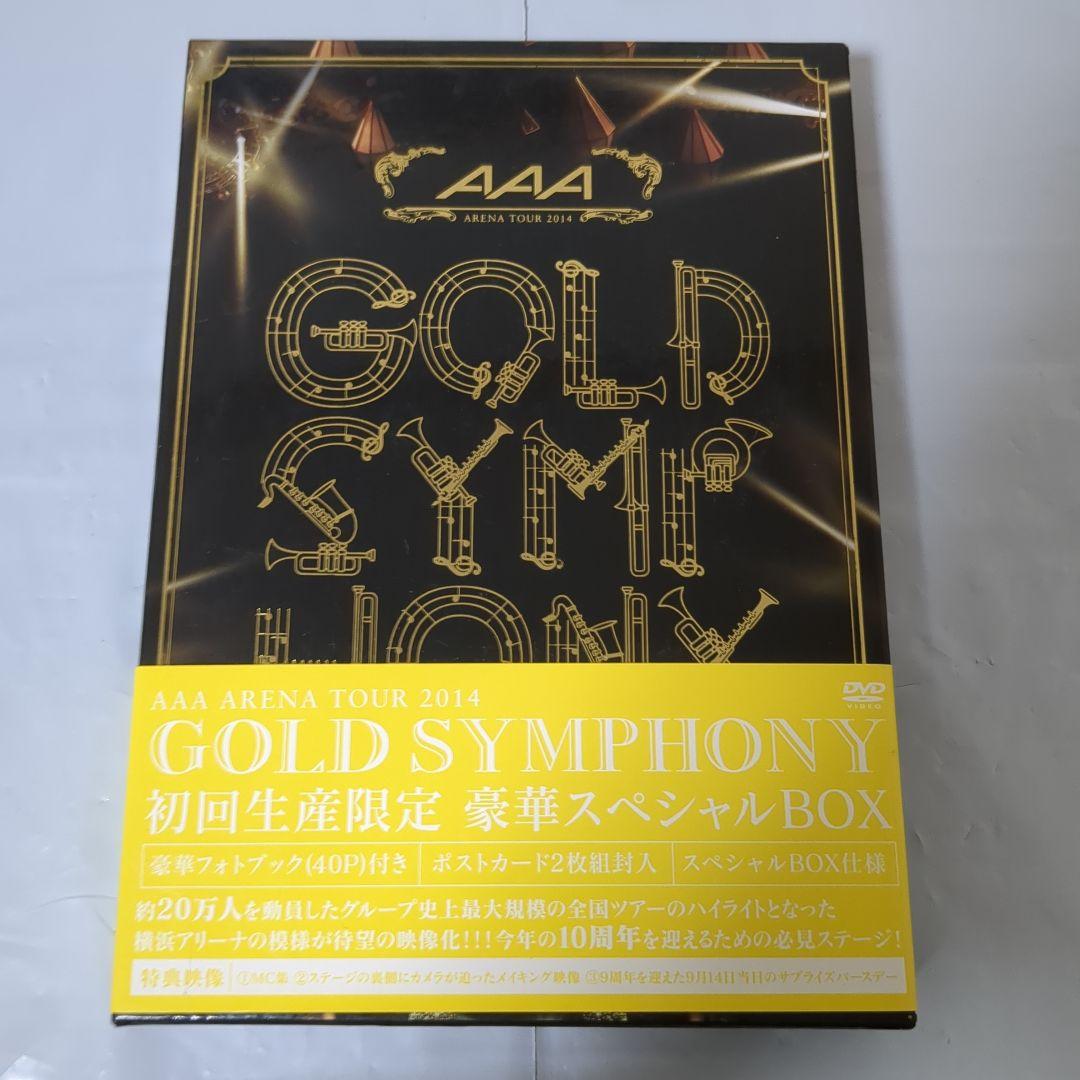 AAA
ARENA TOUR 2014
GOLD
SYMP
HONY
AAA ARENA TOUR 2014
DVD
VIDEO
GOLD SYMPHONY
初回生産限定 豪華スペシャルBOX
豪華フォトブック(40P)付き ポストカード2枚組封入 スペシャルBOX仕様
約20万人を動員したグループ史上最大規模の全国ツアーのハイライトとなった
横浜アリーナの模様が待望の映像化!!!今年の10周年を迎えるための必見ステージ!
特典映像 ①MC集 ②ステージの裏側にカメラが迫ったメイキング映像 ③9周年を迎えた9月14日当日のサプライズバースデー